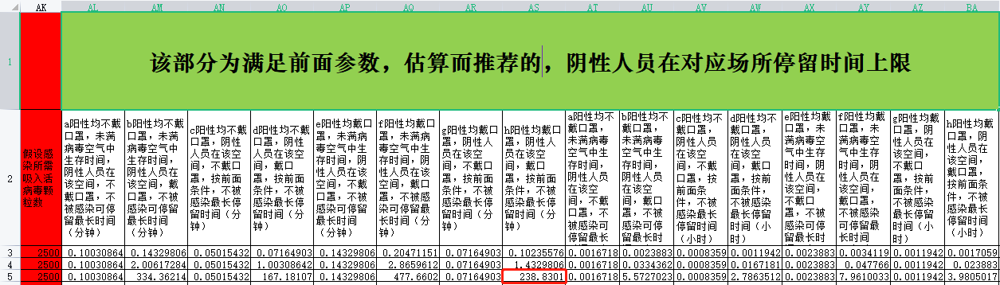 AK AL AM AN AO AP AQ AR AS AT AU AV AW AX AY AZ BA
1
该部分为满足前面参数，估算而推荐的，阴性人员在对应场所停留时间上限
2
假设感
染所需
吸入活
病毒颗
粒数
a阳性均不戴
口罩，未满
病毒空气中
生存时间，
阴性人员在
该空间，不
戴口罩，不
被感染可停
留最长时间
（分钟）
b阳性均不戴
口罩，未满
病毒空气中
生存时间，
阴性人员在
该空间，戴
口罩，不被
感染可停留
最长时间
（分钟）
c阳性均不戴
口罩，阴性人
员在该空
间，不戴口
罩，按前面
条件，不被
感染最长停
留时间（分
钟）
d阳性均不戴
口罩，阴性人
员在该空
间，戴口
罩，按前面
条件，不被
感染最长停
留时间（分
钟）
e阳性均戴口
罩，未满病
毒空气中生
存时间，阴
性人员在该
空间，不戴
口罩，不被
感染可停留
最长时间
（分钟）
f阳性均戴口
罩，未满病
毒空气中生
存时间，阴
性人员在该
空间，戴口
罩，不被感
染可停留最
长时间（分
钟）
g阳性均戴口
罩，阴性人
员在该空
间，不戴口
罩，按前面
条件，不被
感染最长停
留时间（分
钟）
h阳性均戴口
罩，阴性人
员在该空
间，戴口
罩，按前面
条件，不被
感染最长停
留时间（分
钟）
a阳性均不戴
口罩，未满
病毒空气中
生存时间，
阴性人员在
该空间，不戴
口罩，不被
感染可停
留最长
b阳性均不戴
口罩，未满
病毒空气中
生存时间，
阴性人员在
该空间，戴
口罩，不被
感染可停留
最长时
c阳性均不戴
口罩，阴性
人员在该空
间，不戴口
罩，按前面
条件，不被
感染最长停
留时间（小
时）
d阳性均不戴
口罩，阴性
人员在该空
间，戴口
罩，按前面
条件，不被
感染最长停
留时间（小
时）
e阳性均戴口
罩，未满病
毒空气中生
存时间，阴
性人员在该
空间，不戴
口罩，不被
感染可停留
最长时
f阳性均戴口
罩，未满病
毒空气中生
存时间，阴
性人员在该
空间，戴口
罩，不被感
染可停留最
长时间
g阳性均戴口
罩，阴性人
员在该空
间，不戴口
罩，按前面
条件，不被
感染最长停
留时间（小
时）
h阳性均戴口
罩，阴性人
员在该空
间，戴口
罩，按前面
条件，不被
感染最长停
留时间（小
时）
3 2500 0.10030864 0.14329806 0.05015432 0.07164903 0.14329806 0.20471151 0.07164903 0.10235576 0.0016718 0.0023883 0.0008359 0.0011942 0.0023883 0.0034119 0.0011942 0.0017059
4 2500 0.10030864 2.00617284 0.05015432 1.00308642 0.14329806 2.8659612 0.07164903 1.4329806 0.0016718 0.0334362 0.0008359 0.0167181 0.0023883 0.047766 0.0011942 0.023883
5 2500 0.10030864 334.36214 0.05015432 167.18107 0.14329806 477.6602 0.07164903 238.8301 0.0016718 5.5727023 0.0008359 2.7863512 0.0023883 7.9610033 0.0011942 3.9805017